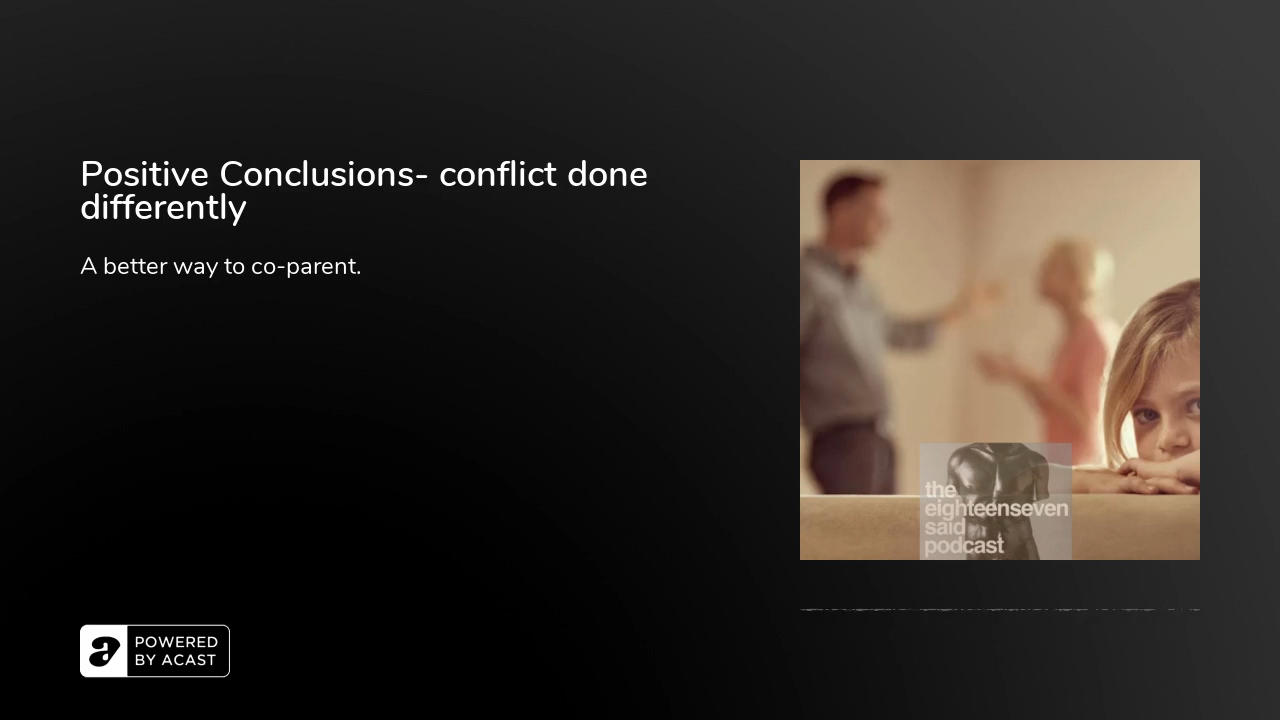 Positive Conclusions- conflict done
differently
A better way to co-parent.
the
eighteenseven
said
podcast
POWERED
BY ACAST